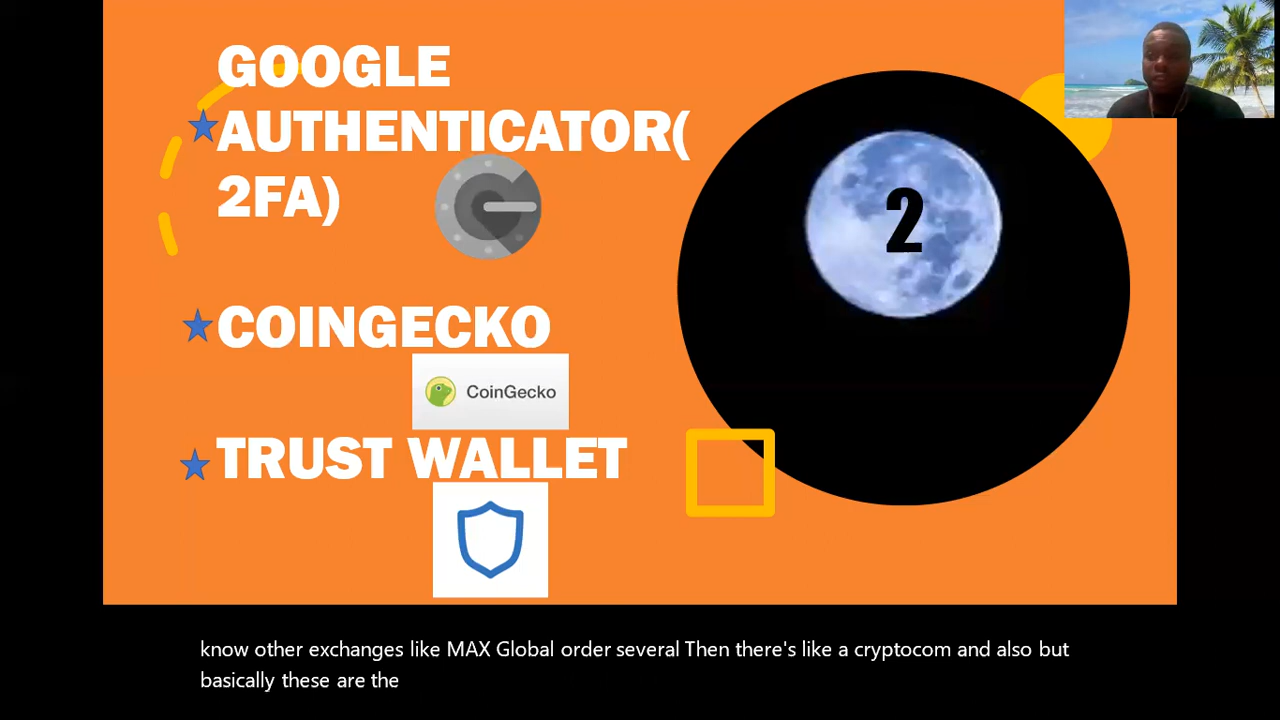 GOOGLE
AUTHENTICATOR(
2FA)
2
COINGECKO
CoinGecko
TRUST WALLET
know other exchanges like MAX Global order several Then there's like a cryptocom and also but
basically these are the